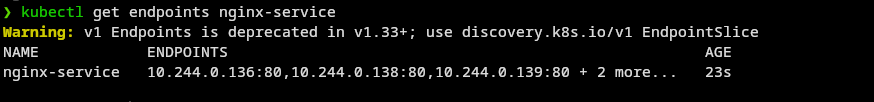 ❯ kubectl get endpoints nginx-service
Warning: v1 Endpoints is deprecated in v1.33+; use discovery.k8s.io/v1 EndpointSlice
NAME            ENDPOINTS                                                     AGE
nginx-service   10.244.0.136:80,10.244.0.138:80,10.244.0.139:80 + 2 more...   23s